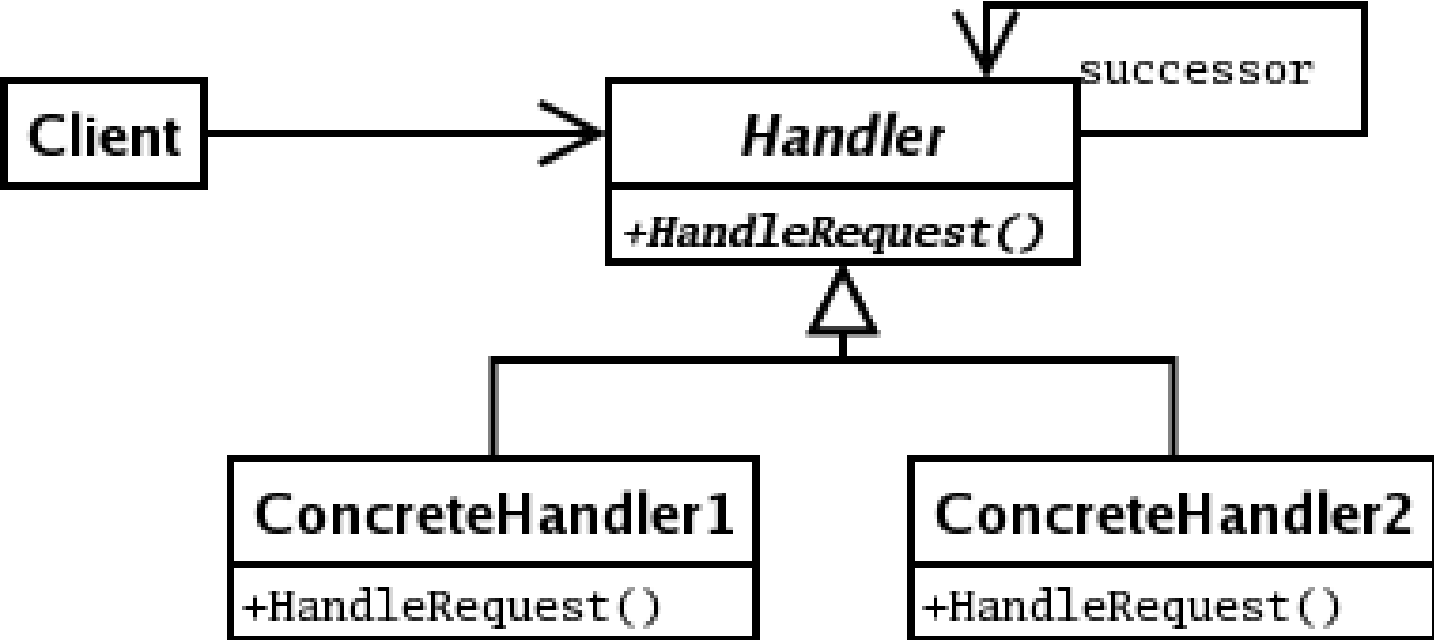 successor
Client
Handler
+HandleRequest()
ConcreteHandler1
ConcreteHandler2
+HandleRequest()
+HandleRequest()